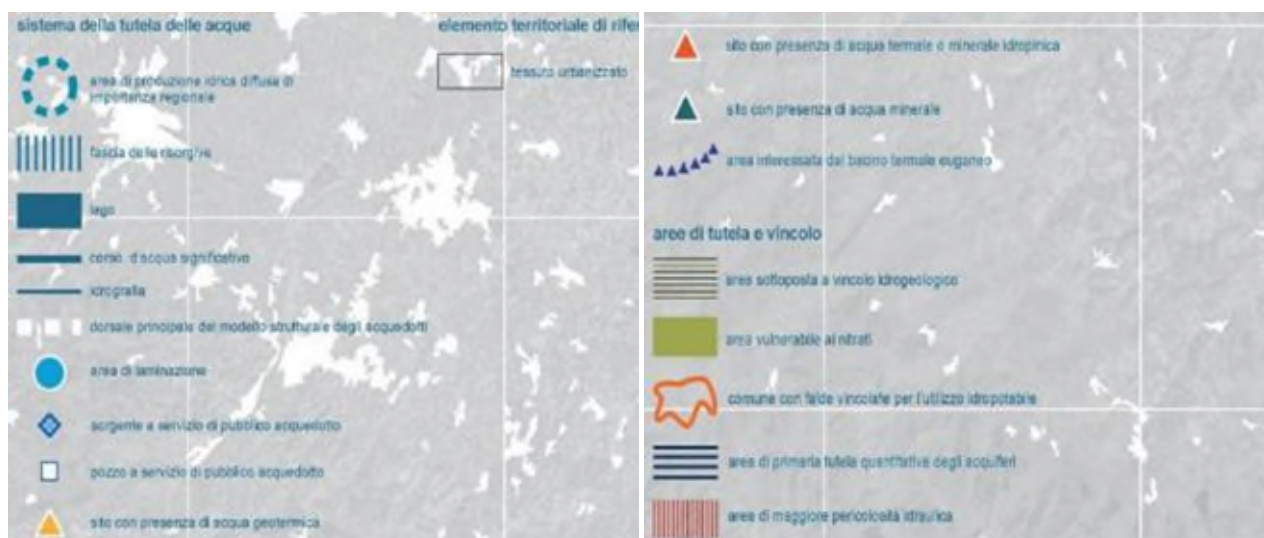 sistema della tutela delle acque
area di produzione idrica diffusa di
importanza regionale
fascia delle risorgive
lago
corso d'acqua significativo
idrografia
dorsale principale del modello strutturale degli acquedotti
area di laminazione
sorgente a servizio di pubblico acquedotto
pozzo a servizio di pubblico acquedotto
sito con presenza di acqua geotermica
elemento territoriale di rifer
tessuto urbanizzato
sito con presenza di acqua termale o minerale idropinica
sito con presenza di acqua minerale
area interessata dal bacino termale euganeo
aree di tutela e vincolo
area sottoposta a vincolo idrogeologico
area vulnerabile ai nitrati
comune con falde vincolate per l'utilizzo idropotabile
area di primaria tutela quantitativa degli acquiferi
area di maggiore pericolosità idraulica